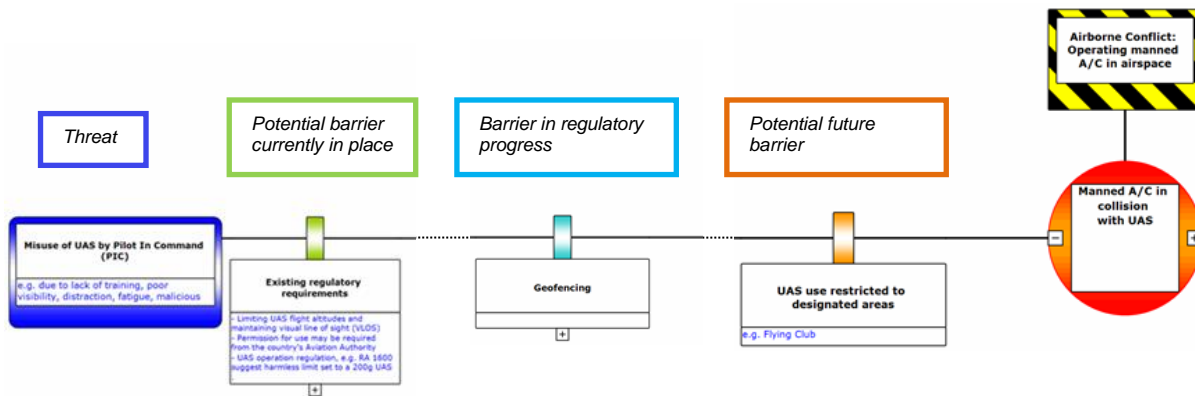 Airborne Conflict:
Operating manned
A/C in airspace
Threat
Potential barrier
currently in place
Barrier in regulatory
progress
Potential future
barrier
Misuse of UAS by Pilot In Command
(PIC)
e.g. due to lack of training, poor
visibility, distraction, fatigue, malicious
Existing regulatory
requirements
- Limiting UAS flight altitudes and
maintaining visual line of sight (VLOS)
- Permission for use may be required
from the country's Aviation Authority
- UAS operation regulation, e.g. RA 1600
suggest harmless limit set to a 200g UAS
.
+
Geofencing
+
UAS use restricted to
designated areas
e.g. Flying Club
Manned A/C in
collision
with UAS
−
+